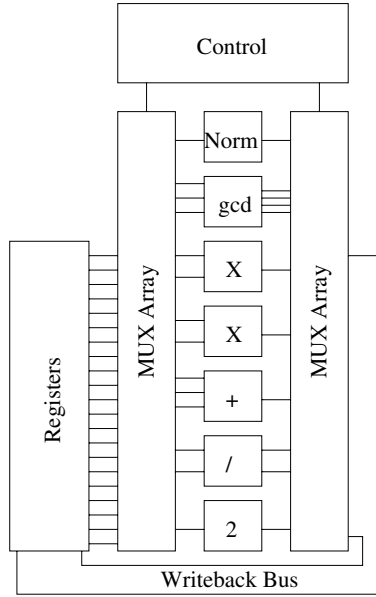 Control
MUX Array
MUX Array
Registers
Norm
gcd
X
X
+
/
2
Writeback Bus